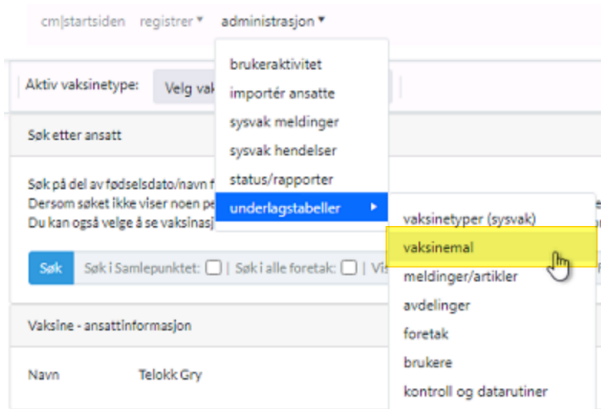 cm|startsiden registrer administrasjon
brukeraktivitet
importér ansatte
sysvak meldinger
sysvak hendelser
status/rapporter
underlagstabeller
vaksinetyper (sysvak)
vaksinemal
meldinger/artikler
avdelinger
foretak
brukere
kontroll og datarutiner
Aktiv vaksinetype: Velg
Søk etter ansatt
Søk på del av fødselsdato/navn
Dersom søket ikke viser noen
Du kan også velge å se
Søk Søk i Samlepunktet: | Søk i alle foretak: |
Vaksine - ansattinformasjon
Navn Telokk Gry